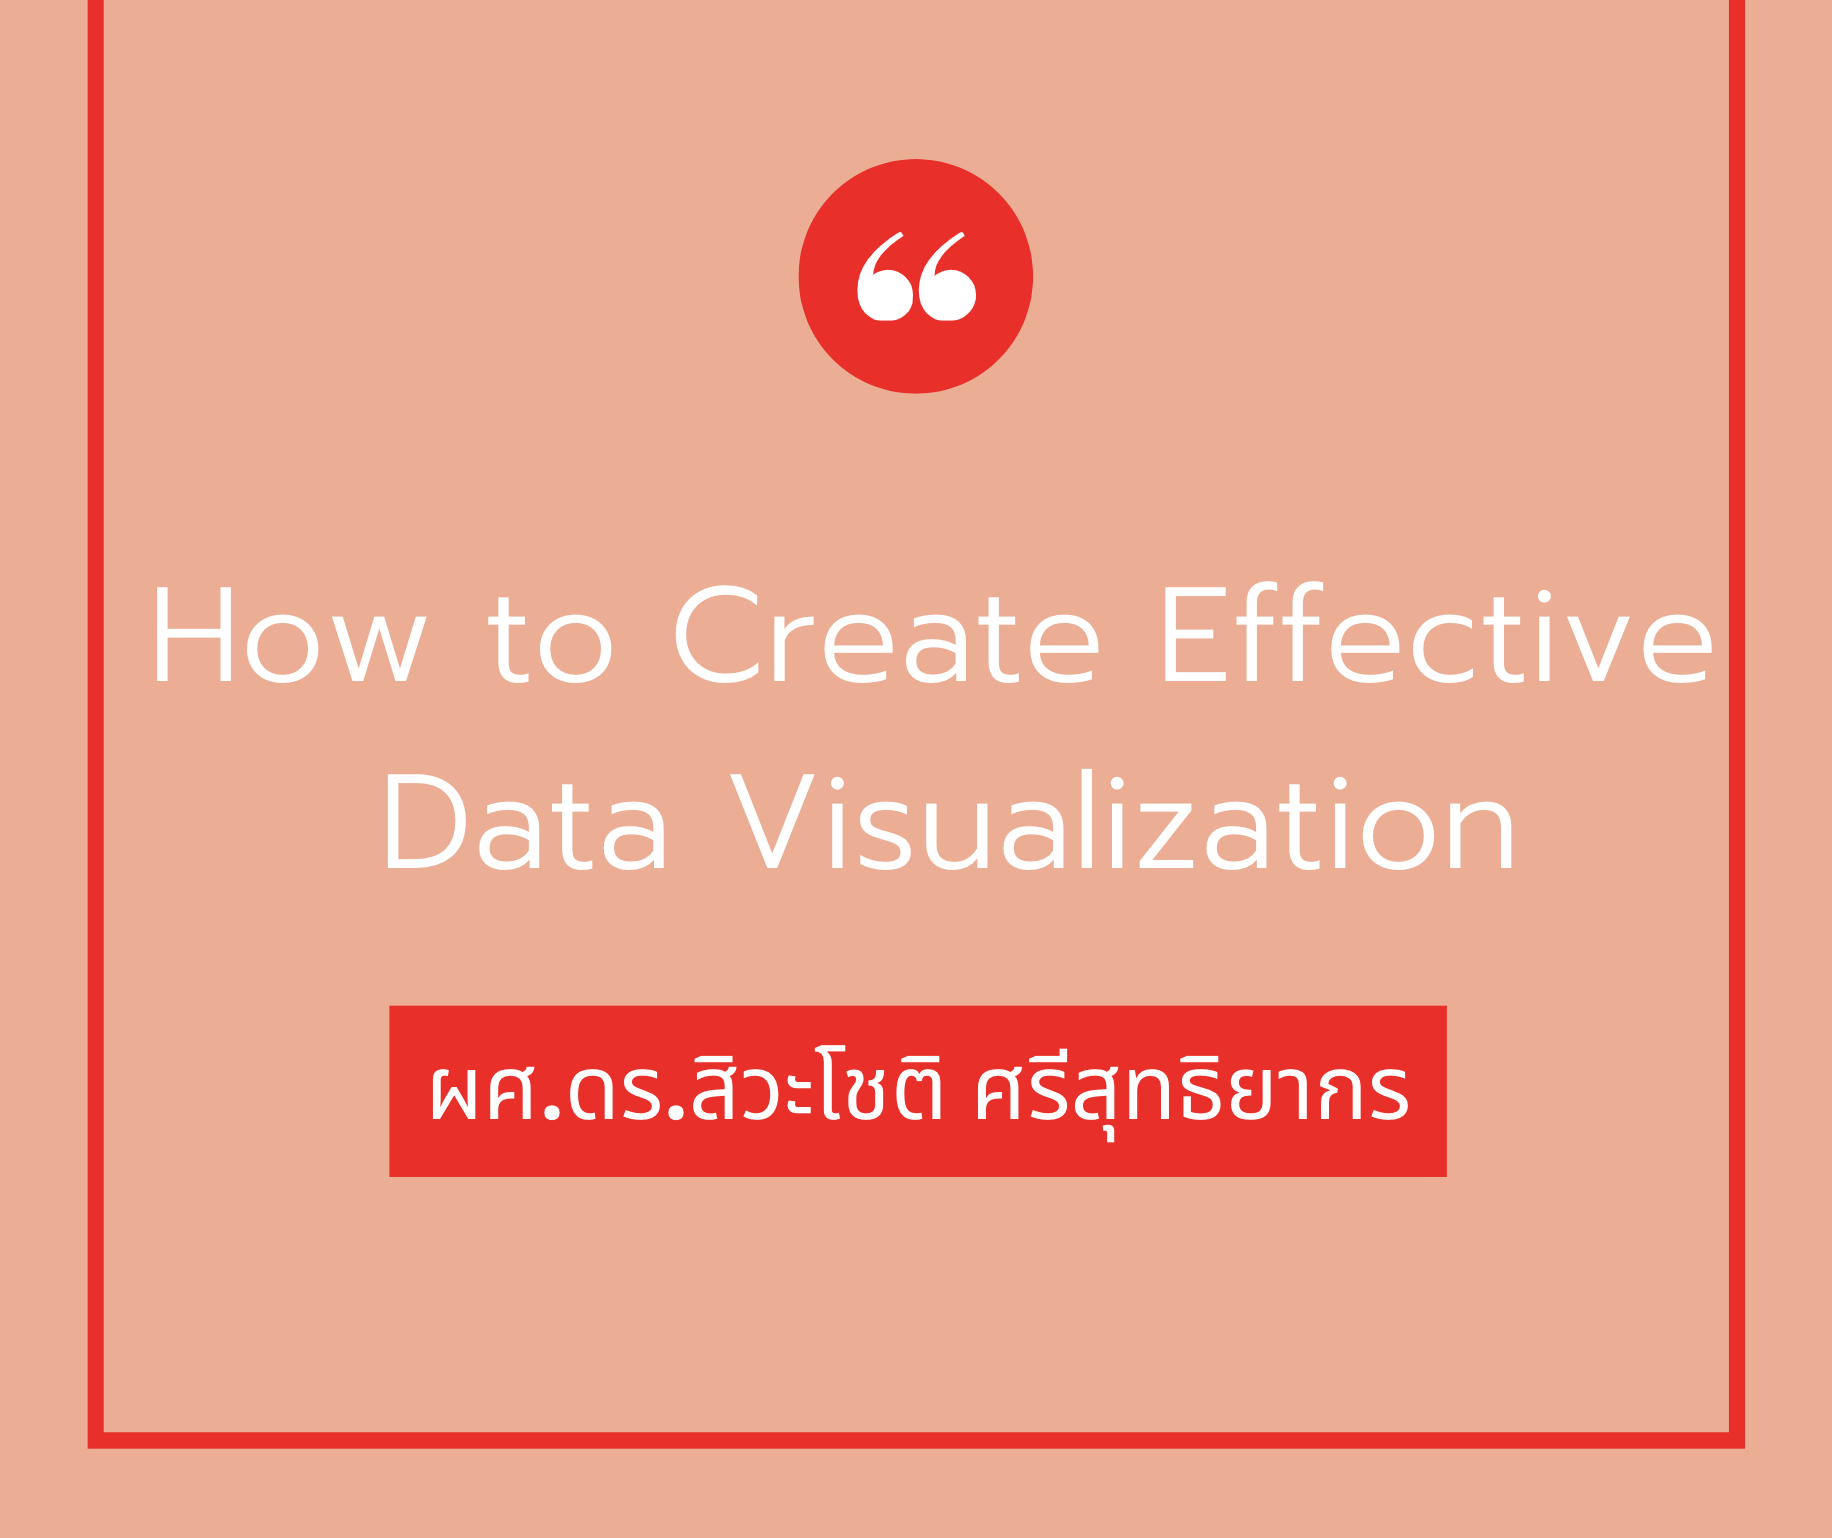 “
How to Create Effective
Data Visualization
ผศ.ดร.สิวะโชติ ศรีสุทธิยากร